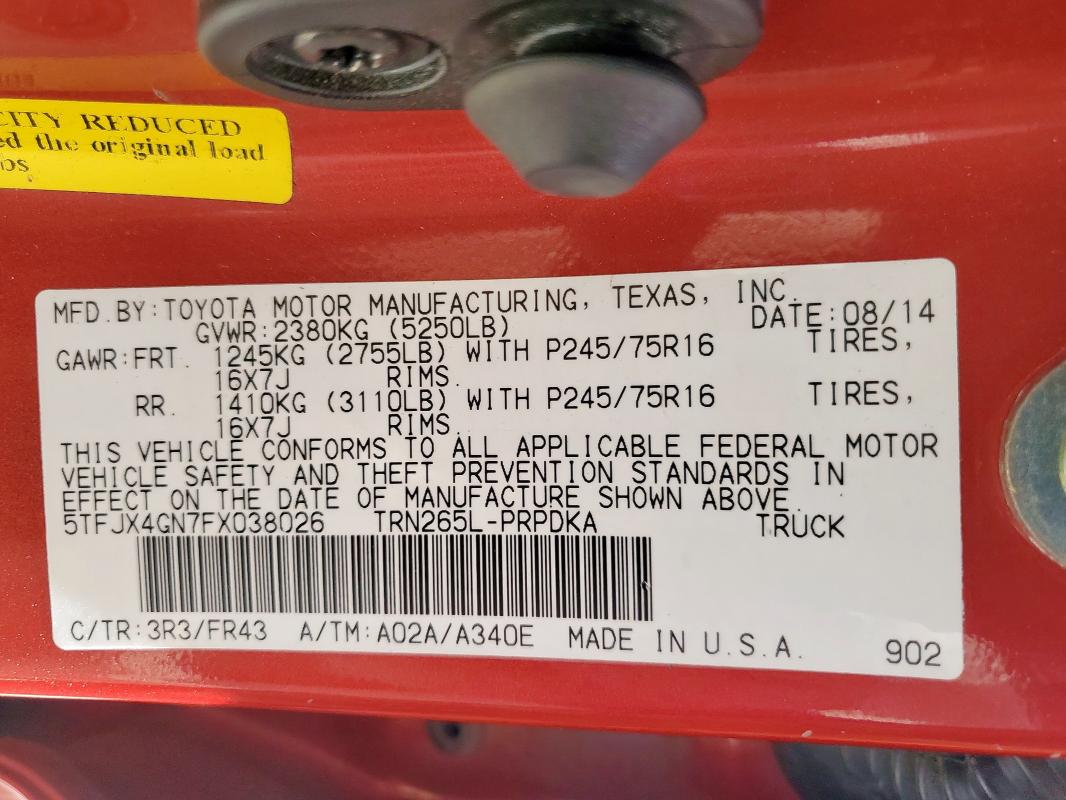 CITY REDUCED
ed the original load
bs
MFD.BY:TOYOTA MOTOR MANUFACTURING, TEXAS, INC.
GVWR:2380KG (5250LB) DATE:08/14
GAWR:FRT. 1245KG (2755LB) WITH P245/75R16 TIRES,
16X7J RIMS.
RR. 1410KG (3110LB) WITH P245/75R16 TIRES,
16X7J RIMS.
THIS VEHICLE CONFORMS TO ALL APPLICABLE FEDERAL MOTOR
VEHICLE SAFETY AND THEFT PREVENTION STANDARDS IN
EFFECT ON THE DATE OF MANUFACTURE SHOWN ABOVE.
5TFJX4GN7FX038026 TRN265L-PRPDKA TRUCK
C/TR:3R3/FR43 A/TM:A02A/A340E MADE IN U.S.A. 902